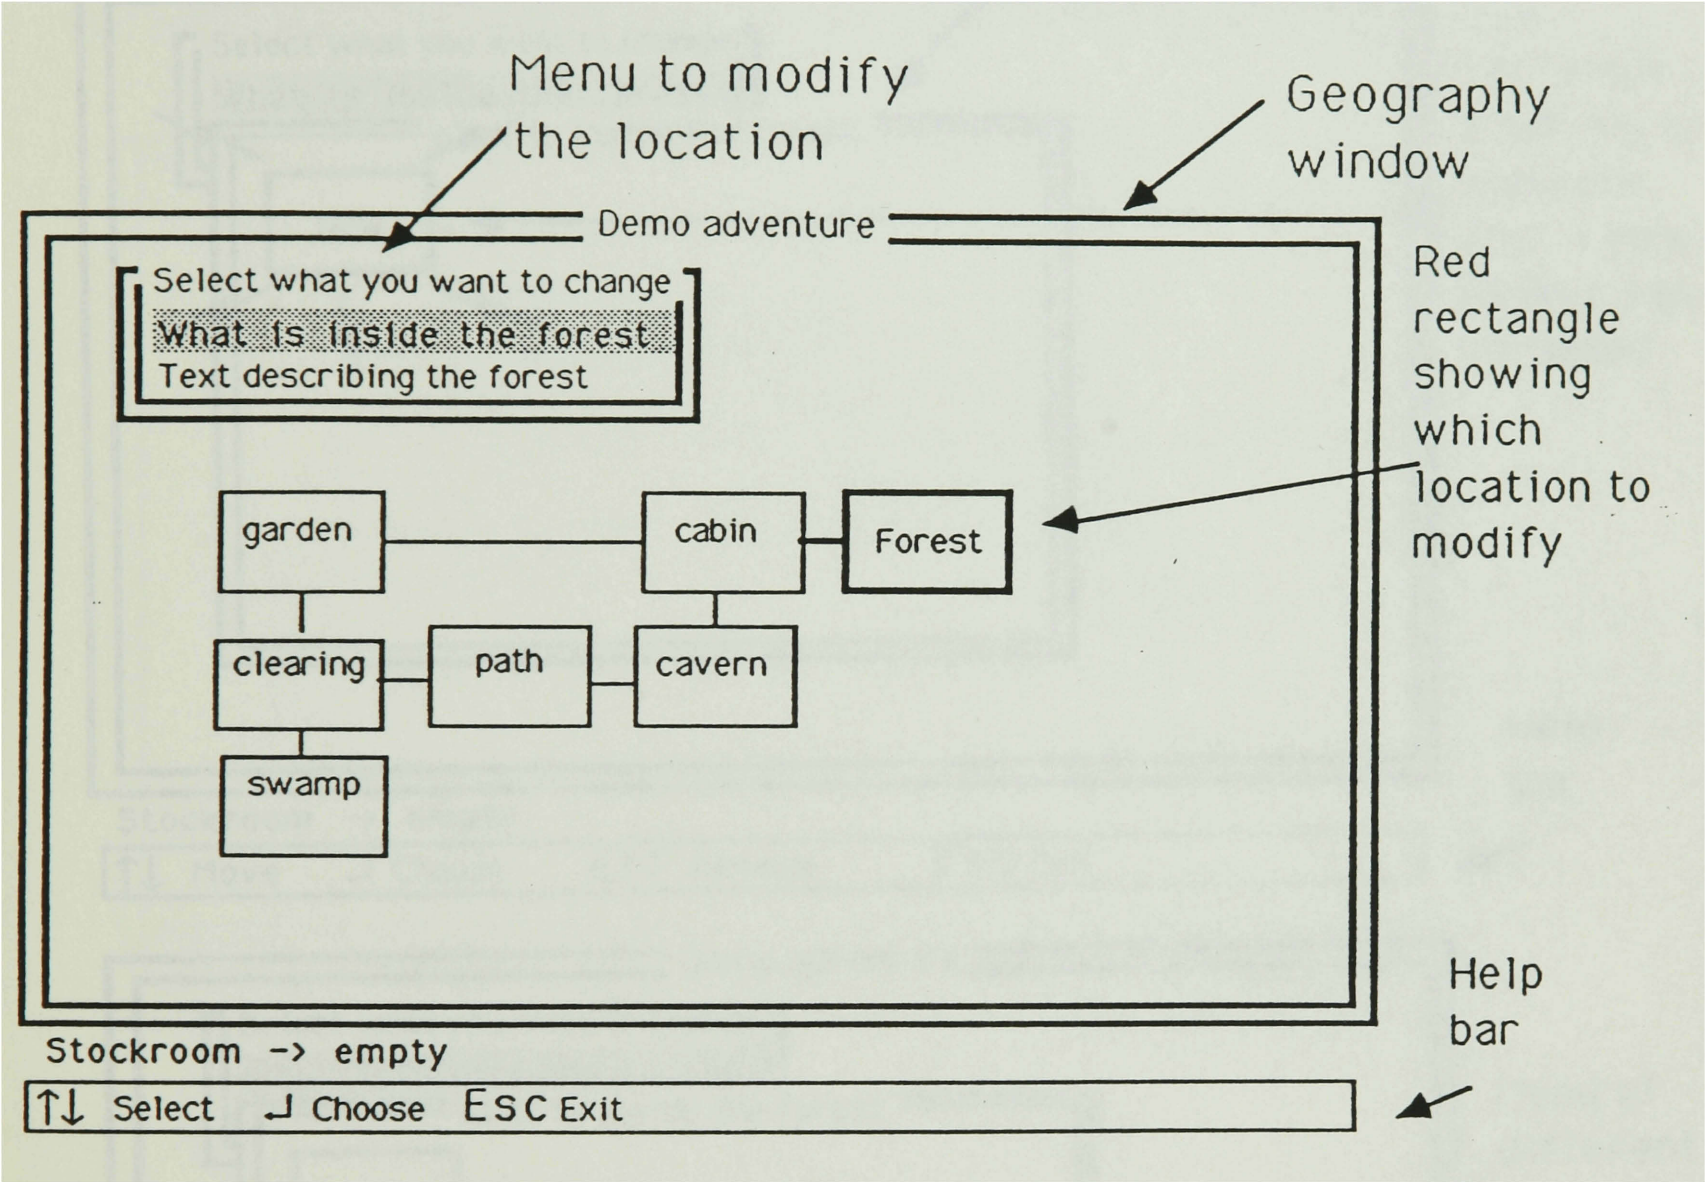 Menu to modify
the location
Geography
window
Demo adventure
Select what you want to change
What is inside the forest
Text describing the forest
Red
rectangle
showing
which
location to
modify
garden
cabin
Forest
clearing
path
cavern
swamp
Help
bar
Stockroom -> empty
↑↓ Select ↵ Choose ESC Exit